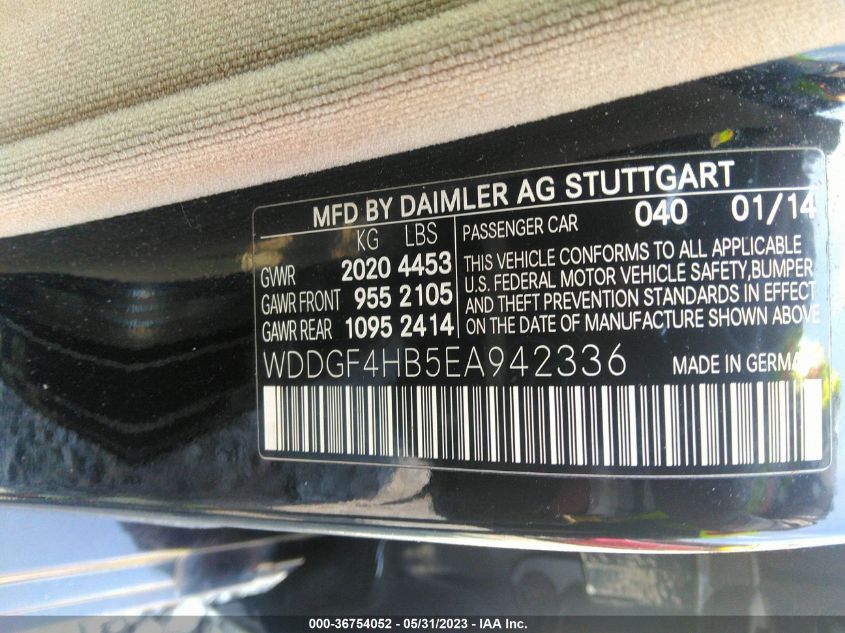 MFD BY DAIMLER AG STUTTGART
KG LBS
GVWR 2020 4453
GAWR FRONT 955 2105
GAWR REAR 1095 2414
PASSENGER CAR 040 01/14
THIS VEHICLE CONFORMS TO ALL APPLICABLE
U.S. FEDERAL MOTOR VEHICLE SAFETY,BUMPER
AND THEFT PREVENTION STANDARDS IN EFFECT
ON THE DATE OF MANUFACTURE SHOWN ABOVE
WDDGF4HB5EA942336 MADE IN GERMA
000-36754052 - 05/31/2023 - IAA Inc.